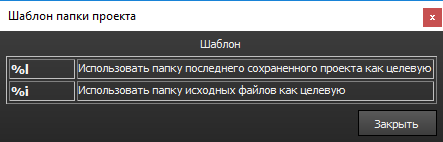 Шаблон папки проекта
x
Шаблон
%l Использовать папку последнего сохраненного проекта как целевую
%i Использовать папку исходных файлов как целевую
Закрыть